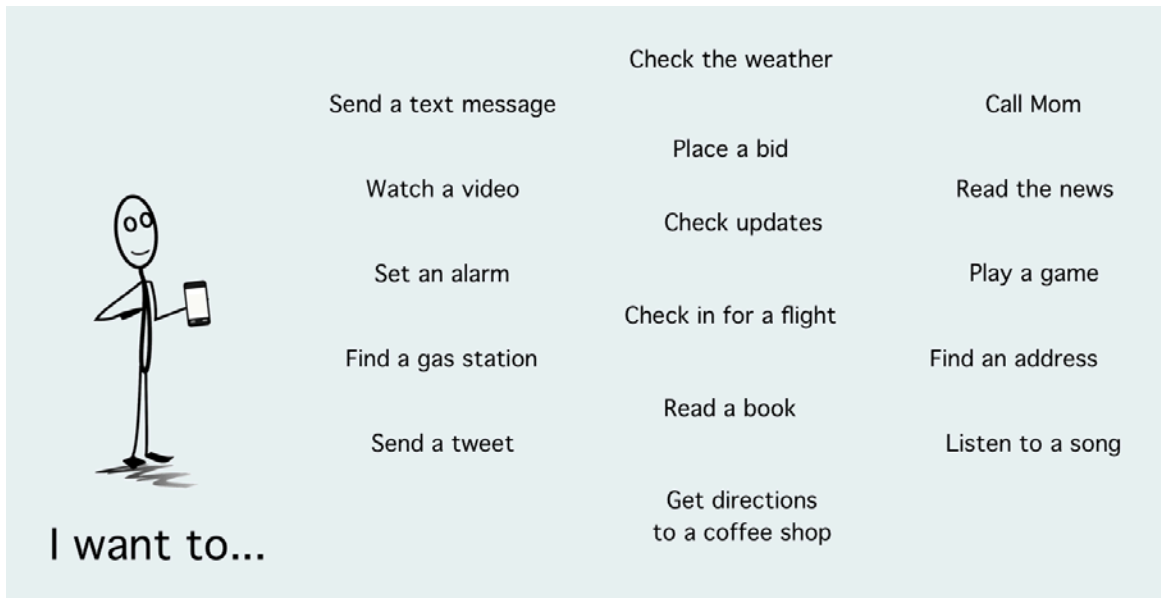 Check the weather
Send a text message
Call Mom
Place a bid
Watch a video
Read the news
Check updates
Set an alarm
Play a game
Check in for a flight
Find a gas station
Find an address
Read a book
Send a tweet
Listen to a song
Get directions
to a coffee shop
I want to...